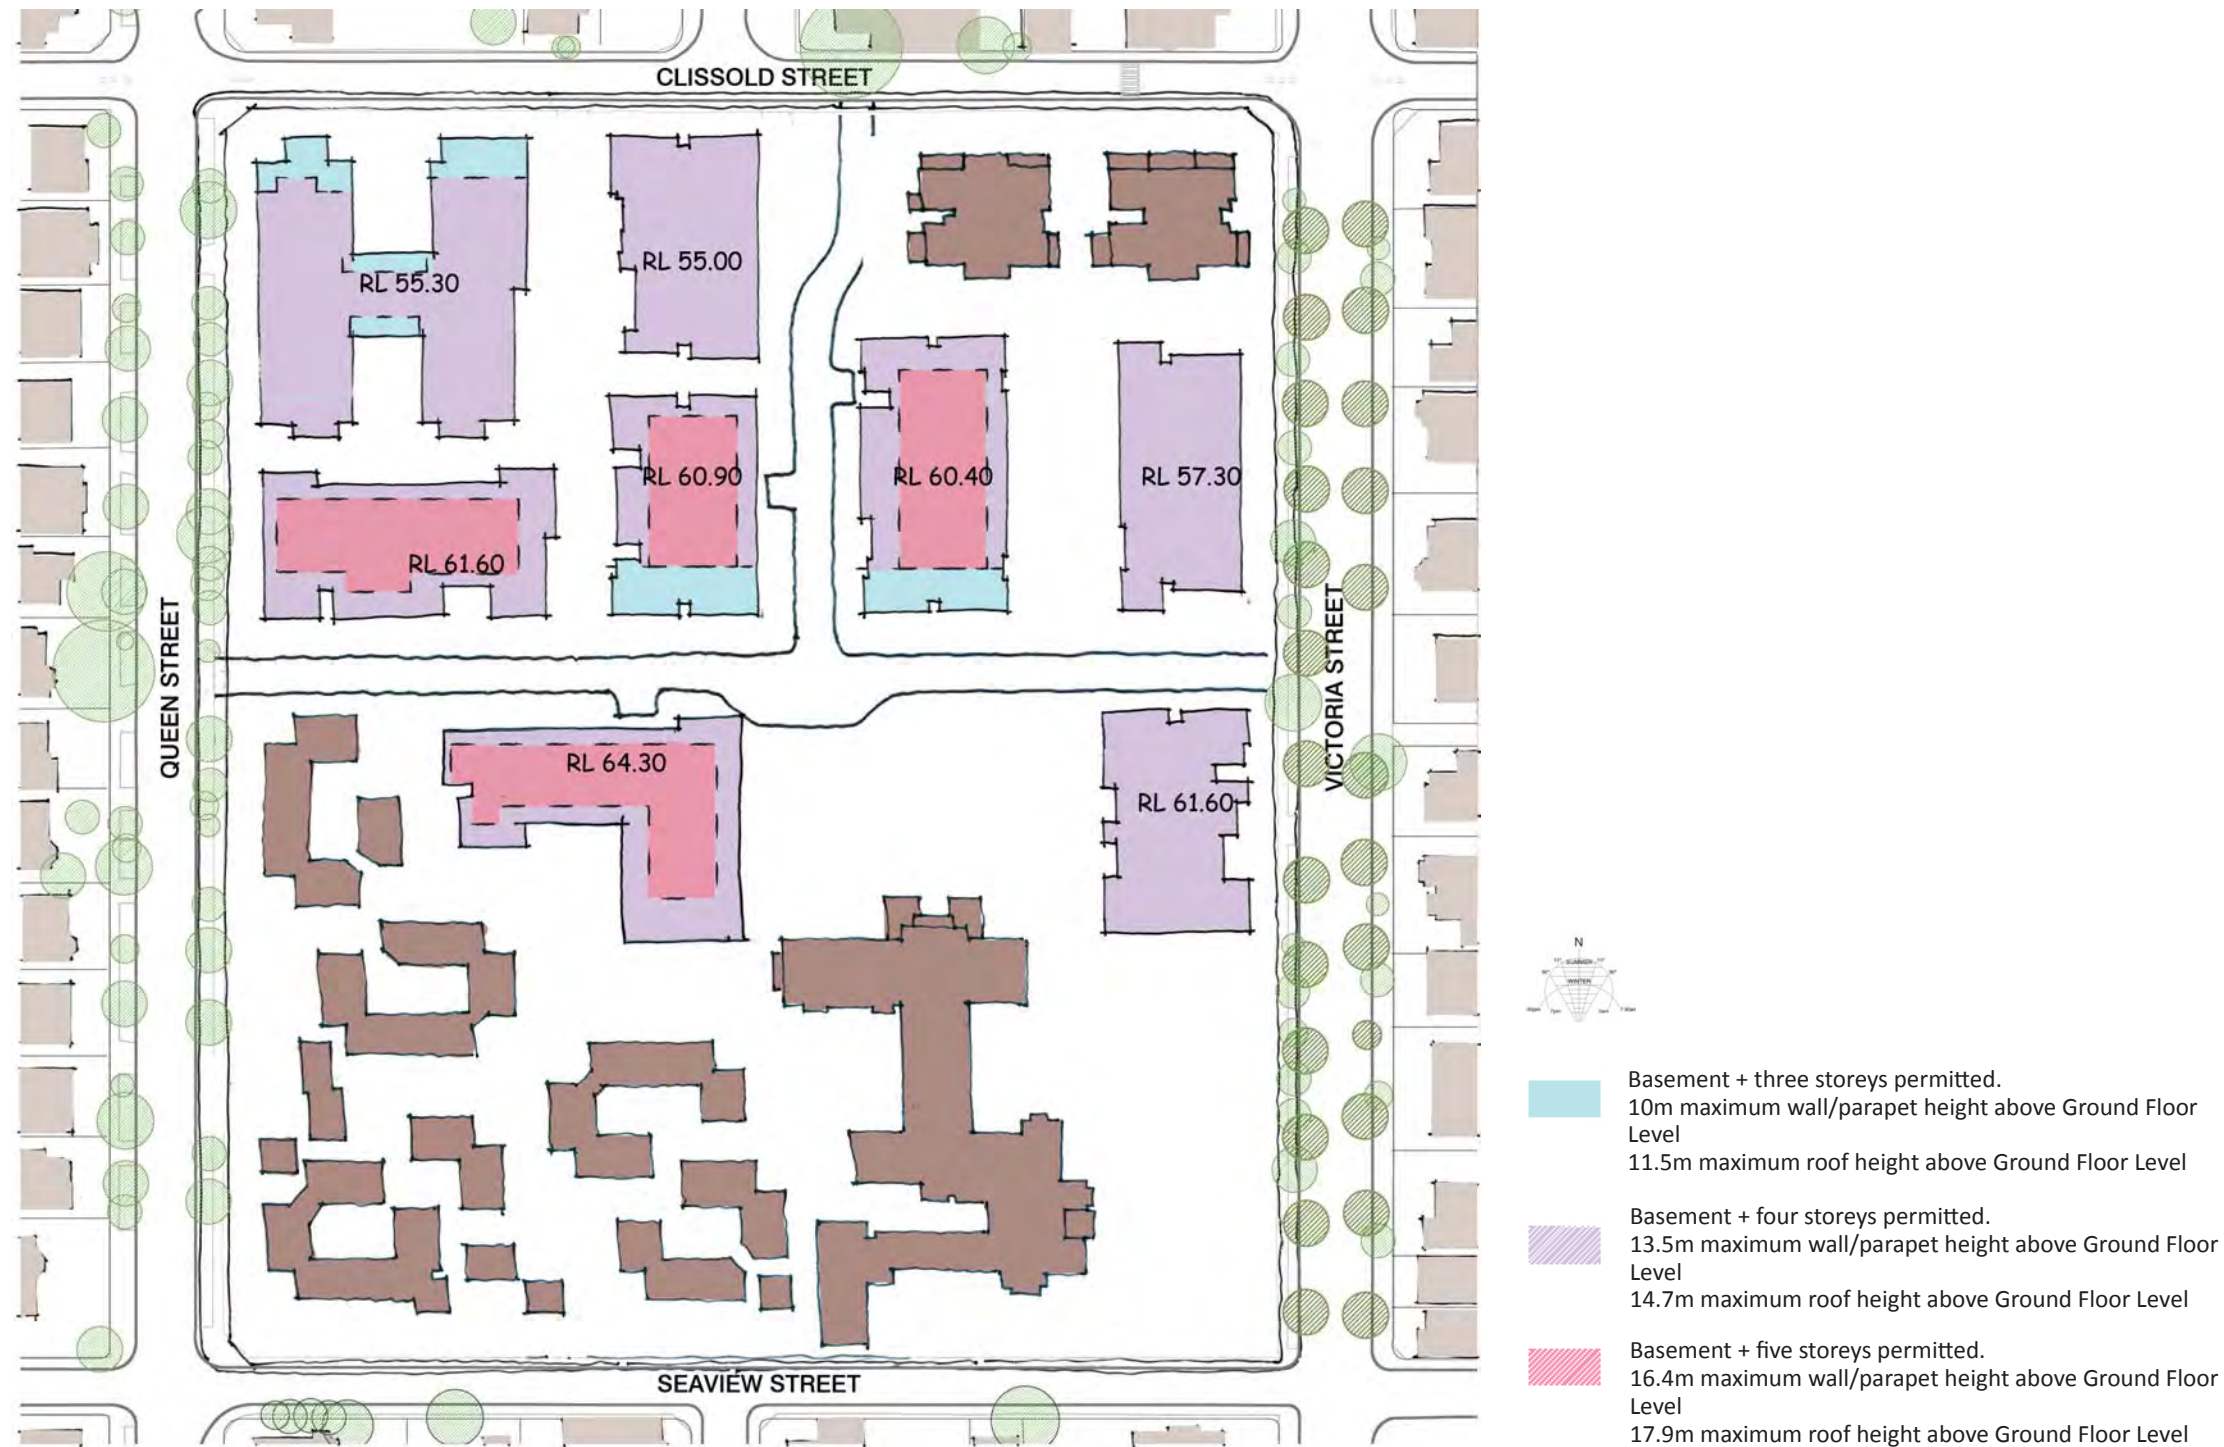 CLISSOLD STREET
RL 55.30
RL 55.00
RL 60.90
RL 60.40
RL 57.30
RL 61.60
QUEEN STREET
VICTORIA STREET
RL 64.30
RL 61.60
SEAVIEW STREET
N
SUMMER
WINTER
Basement + three storeys permitted.
10m maximum wall/parapet height above Ground Floor
Level
11.5m maximum roof height above Ground Floor Level
Basement + four storeys permitted.
13.5m maximum wall/parapet height above Ground Floor
Level
14.7m maximum roof height above Ground Floor Level
Basement + five storeys permitted.
16.4m maximum wall/parapet height above Ground Floor
Level
17.9m maximum roof height above Ground Floor Level